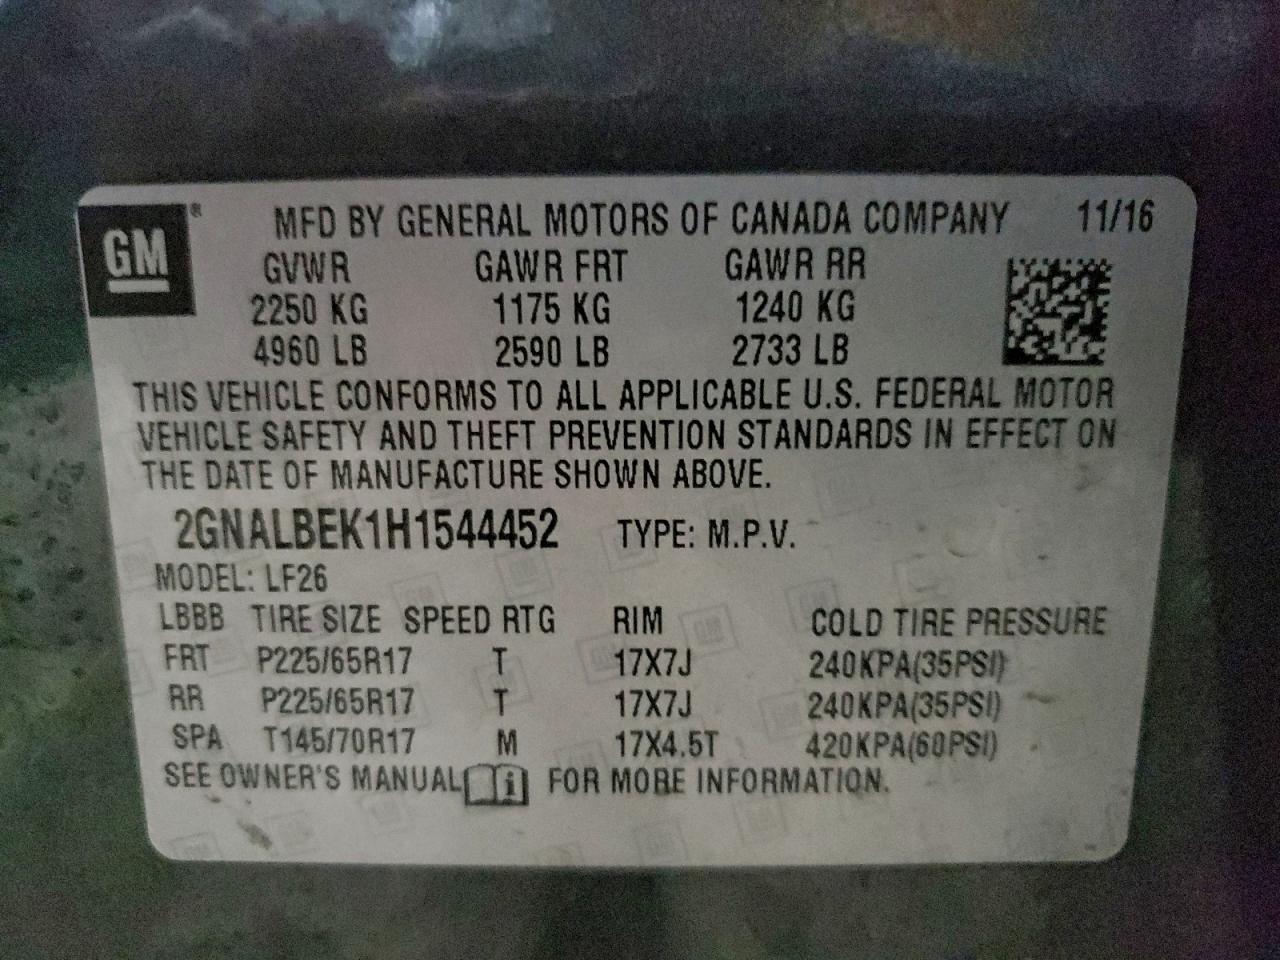 GM®
MFD BY GENERAL MOTORS OF CANADA COMPANY 11/16
GVWR GAWR FRT GAWR RR
2250 KG 1175 KG 1240 KG
4960 LB 2590 LB 2733 LB
THIS VEHICLE CONFORMS TO ALL APPLICABLE U.S. FEDERAL MOTOR
VEHICLE SAFETY AND THEFT PREVENTION STANDARDS IN EFFECT ON
THE DATE OF MANUFACTURE SHOWN ABOVE.
2GNALBEK1H1544452 TYPE: M.P.V.
MODEL: LF26
LBBB TIRE SIZE SPEED RTG RIM COLD TIRE PRESSURE
FRT P225/65R17 T 17X7J 240KPA(35PSI)
RR P225/65R17 T 17X7J 240KPA(35PSI)
SPA T145/70R17 M 17X4.5T 420KPA(60PSI)
SEE OWNER'S MANUAL i FOR MORE INFORMATION.